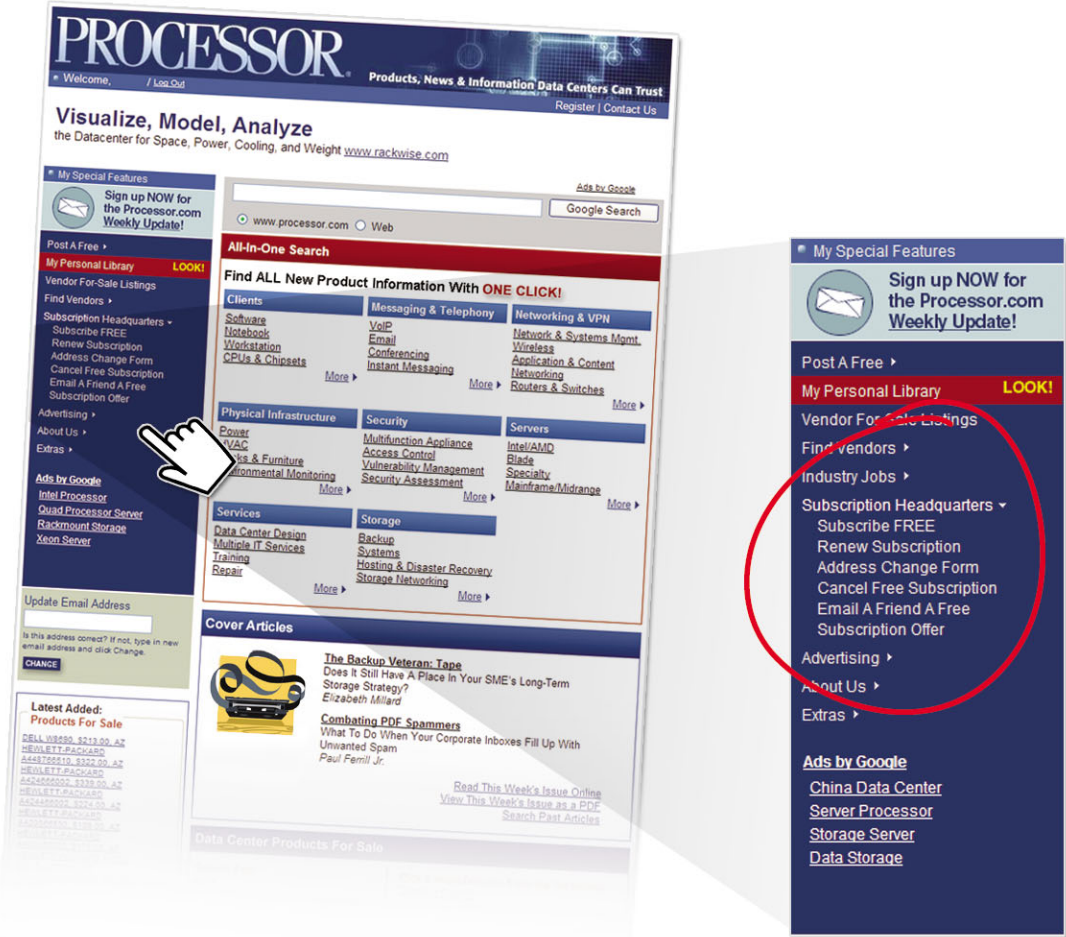 PROCESSOR.
Products, News & Information Data Centers Can Trust
Welcome, / Log Out
Register | Contact Us
Visualize, Model, Analyze
the Datacenter for Space, Power, Cooling, and Weight www.rackwise.com
My Special Features
Sign up NOW for
the Processor.com
Weekly Update!
Post A Free
My Personal Library LOOK!
Vendor For-Sale Listings
Find Vendors
Subscription Headquarters
Subscribe FREE
Renew Subscription
Address Change Form
Cancel Free Subscription
Email A Friend A Free
Subscription Offer
Advertising
About Us
Extras
Ads by Google
Intel Processor
Quad Processor Server
Rackmount Storage
Xeon Server
Update Email Address
Is this address correct? If not, type in new
email address and click Change.
CHANGE
Latest Added:
Products For Sale
DELL W8690, $213.00, AZ
HEWLETT-PACKARD
A448766510, $322.00, AZ
HEWLETT-PACKARD
HEWLETT-PACKARD
Ads by Google
Google Search
www.processor.com Web
All-In-One Search
Find ALL New Product Information With ONE CLICK!
Clients
Software
Notebook
Workstation
CPUs & Chipsets
More
Messaging & Telephony
VoIP
Email
Conferencing
Instant Messaging
More
Networking & VPN
Network & Systems Mgmt.
Wireless
Application & Content
Networking
Routers & Switches
More
Physical Infrastructure
Power
& Furniture
Monitoring
More
Security
Multifunction Appliance
Access Control
Vulnerability Management
Security Assessment
More
Servers
Intel/AMD
Blade
Specialty
Mainframe/Midrange
More
Services
Data Center Design
Multiple IT Services
Training
Repair
More
Storage
Backup
Systems
Hosting & Disaster Recovery
Storage Networking
More
Cover Articles
The Backup Veteran: Tape
Does It Still Have A Place In Your SME's Long-Term
Storage Strategy?
Elizabeth Millard
Combating PDF Spammers
What To Do When Your Corporate Inboxes Fill Up With
Unwanted Spam
Paul Ferrill Jr.
Read This Week's Issue Online
View This Week's Issue as a PDF
Search Past Articles
Data Center Products For Sale
My Special Features
Sign up NOW for
the Processor.com
Weekly Update!
Post A Free
My Personal Library LOOK!
Vendor For-Sale Listings
Find Vendors
Industry Jobs
Subscription Headquarters
Subscribe FREE
Renew Subscription
Address Change Form
Cancel Free Subscription
Email A Friend A Free
Subscription Offer
Advertising
About Us
Extras
Ads by Google
China Data Center
Server Processor
Storage Server
Data Storage